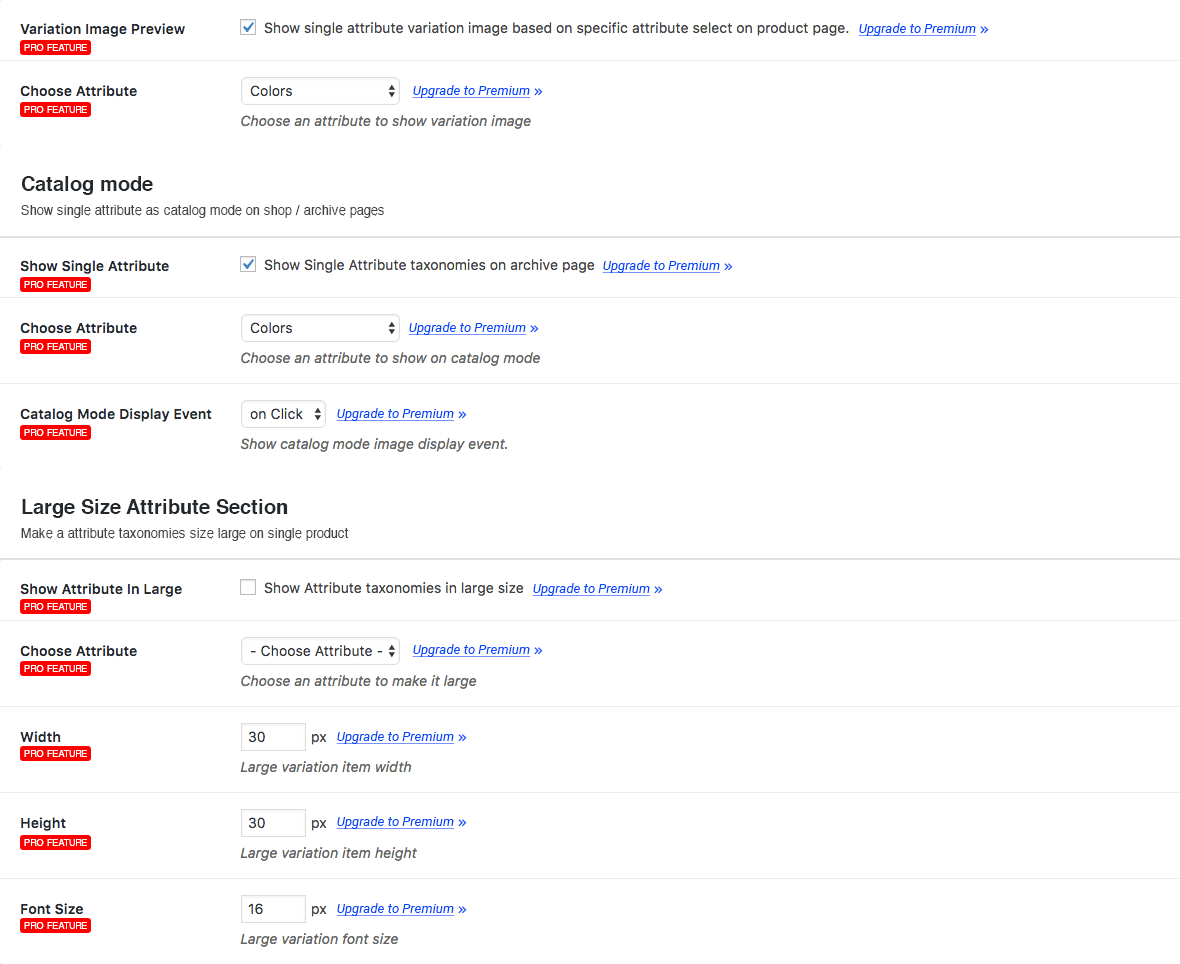 Variation Image Preview
PRO FEATURE
Show single attribute variation image based on specific attribute select on product page. Upgrade to Premium »
Choose Attribute
PRO FEATURE
Colors Upgrade to Premium »
Choose an attribute to show variation image
Catalog mode
Show single attribute as catalog mode on shop / archive pages
Show Single Attribute
PRO FEATURE
Show Single Attribute taxonomies on archive page Upgrade to Premium »
Choose Attribute
PRO FEATURE
Colors Upgrade to Premium »
Choose an attribute to show on catalog mode
Catalog Mode Display Event
PRO FEATURE
on Click Upgrade to Premium »
Show catalog mode image display event.
Large Size Attribute Section
Make a attribute taxonomies size large on single product
Show Attribute In Large
PRO FEATURE
Show Attribute taxonomies in large size Upgrade to Premium »
Choose Attribute
PRO FEATURE
- Choose Attribute - Upgrade to Premium »
Choose an attribute to make it large
Width
PRO FEATURE
30 px Upgrade to Premium »
Large variation item width
Height
PRO FEATURE
30 px Upgrade to Premium »
Large variation item height
Font Size
PRO FEATURE
16 px Upgrade to Premium »
Large variation font size